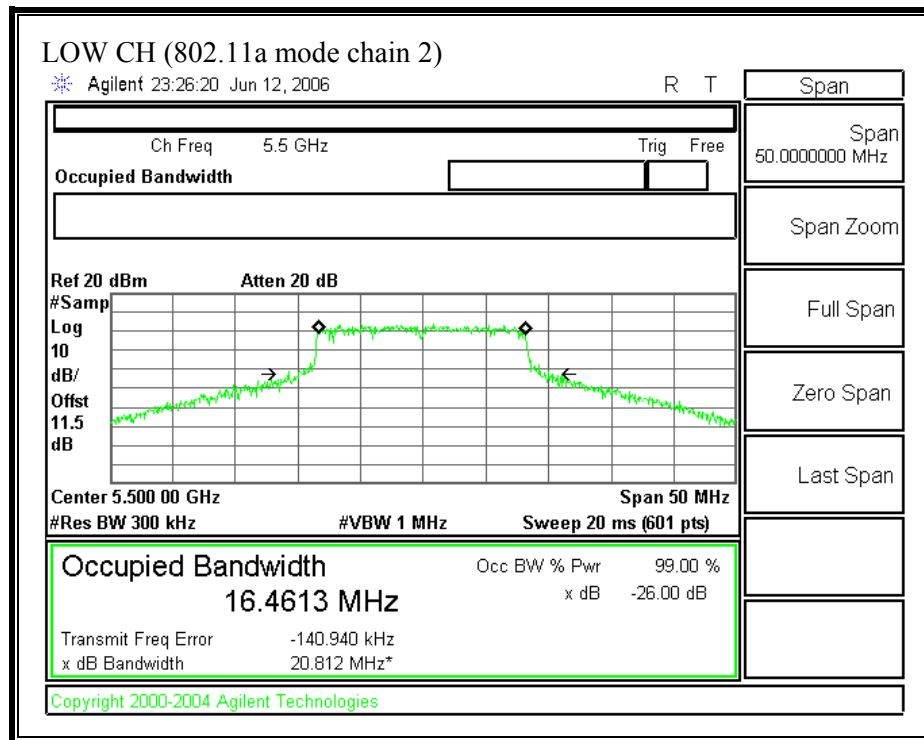 LOW CH (802.11a mode chain 2)
Agilent 23:26:20 Jun 12, 2006 R T
Span
Ch Freq 5.5 GHz Trig Free
Occupied Bandwidth
Span
50.0000000 MHz
Span Zoom
Full Span
Zero Span
Last Span
Ref 20 dBm Atten 20 dB
#Samp
Log
10
dB/
Offst
11.5
dB
Center 5.500 00 GHz Span 50 MHz
#Res BW 300 kHz #VBW 1 MHz Sweep 20 ms (601 pts)
Occupied Bandwidth
16.4613 MHz
Occ BW % Pwr 99.00 %
x dB -26.00 dB
Transmit Freq Error -140.940 kHz
x dB Bandwidth 20.812 MHz*
Copyright 2000-2004 Agilent Technologies